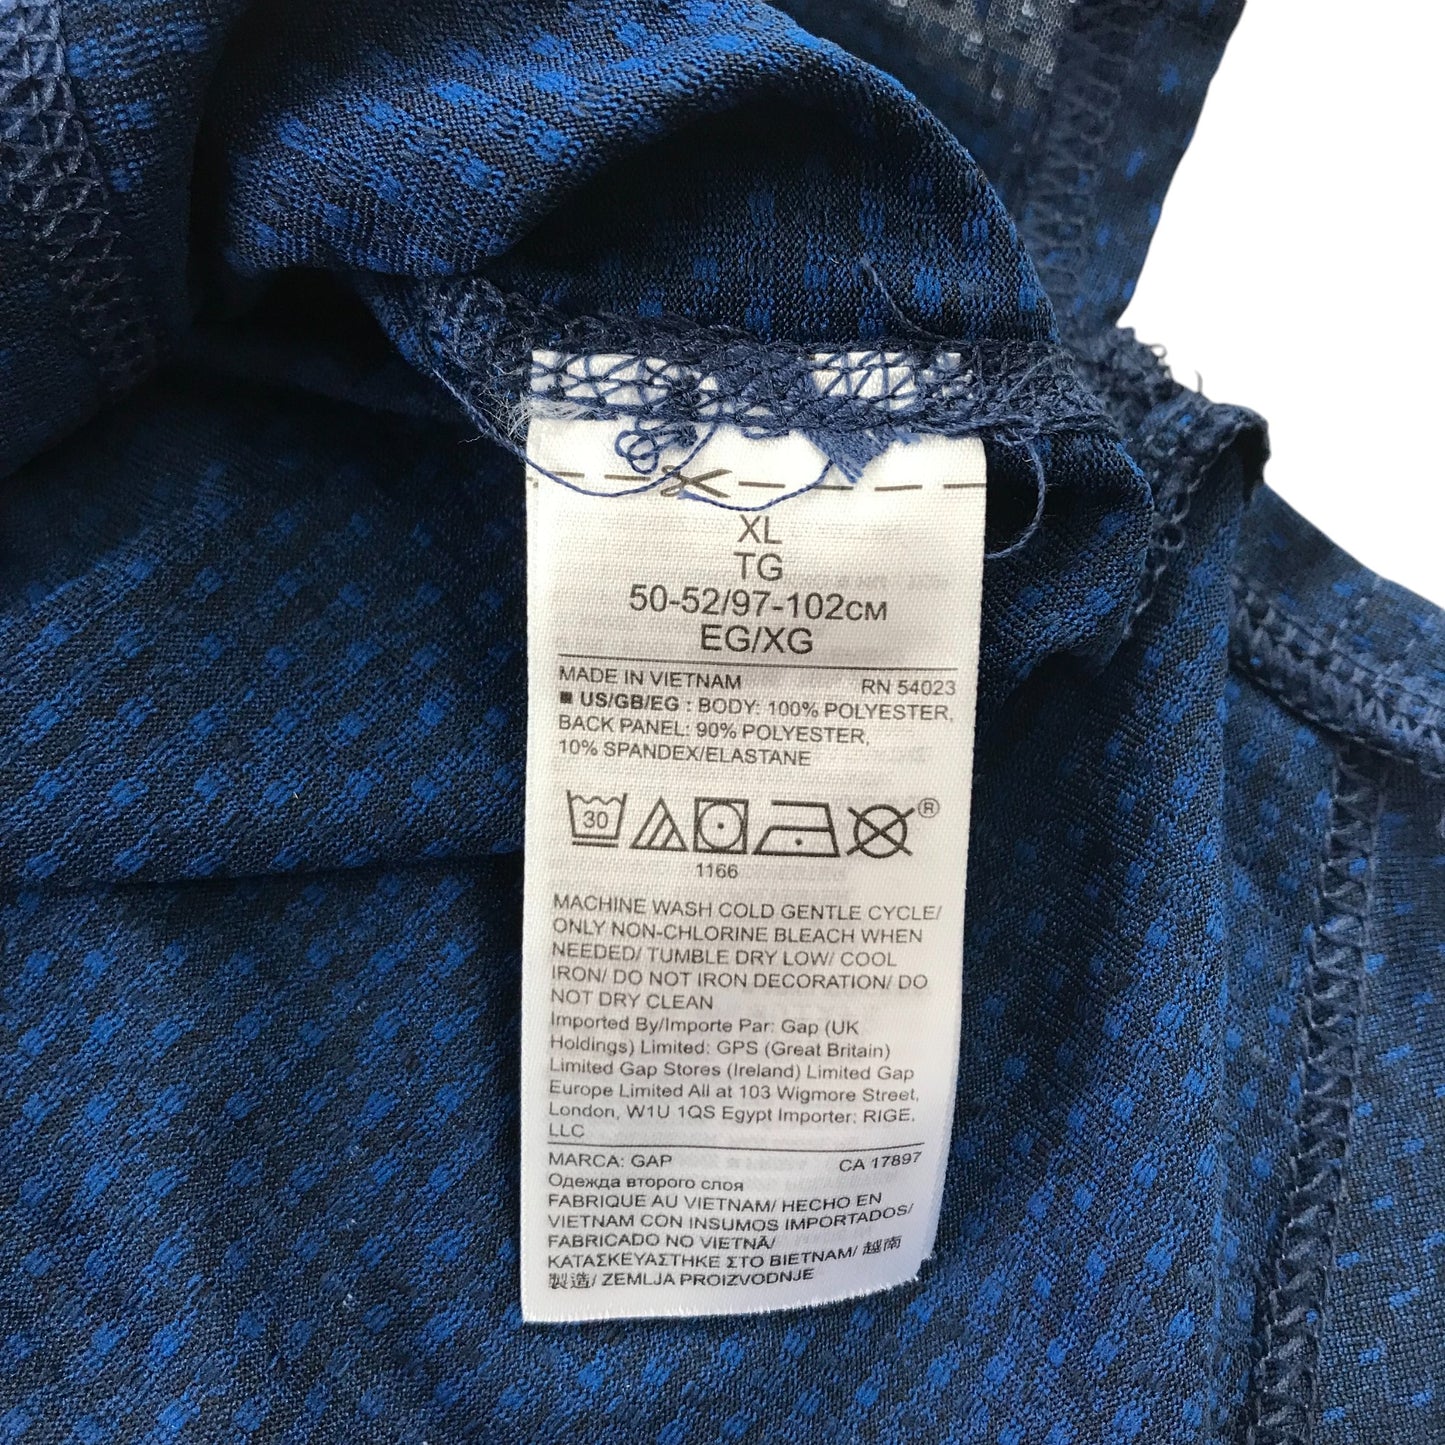 XL
TG
50-52/97-102СМ
EG/XG
MADE IN VIETNAM RN 54023
■ US/GB/EG : BODY: 100% POLYESTER,
BACK PANEL: 90% POLYESTER,
10% SPANDEX/ELASTANE
30
®
1166
MACHINE WASH COLD GENTLE CYCLE/
ONLY NON-CHLORINE BLEACH WHEN
NEEDED/ TUMBLE DRY LOW/ COOL
IRON/ DO NOT IRON DECORATION/ DO
NOT DRY CLEAN
Imported By/Importe Par: Gap (UK
Holdings) Limited: GPS (Great Britain)
Limited Gap Stores (Ireland) Limited Gap
Europe Limited All at 103 Wigmore Street,
London, W1U 1QS Egypt Importer: RIGE,
LLC
MARCA: GAP CA 17897
Одежда второго слоя
FABRIQUE AU VIETNAM/ HECHO EN
VIETNAM CON INSUMOS IMPORTADOS/
FABRICADO NO VIETNÃ/
ΚΑΤΑΣΚΕΥΑΣΤΗΚΕ ΣΤΟ ΒΙΕΤΝΑΜ/ 越南
製造/ ZEMLJA PROIZVODNJE